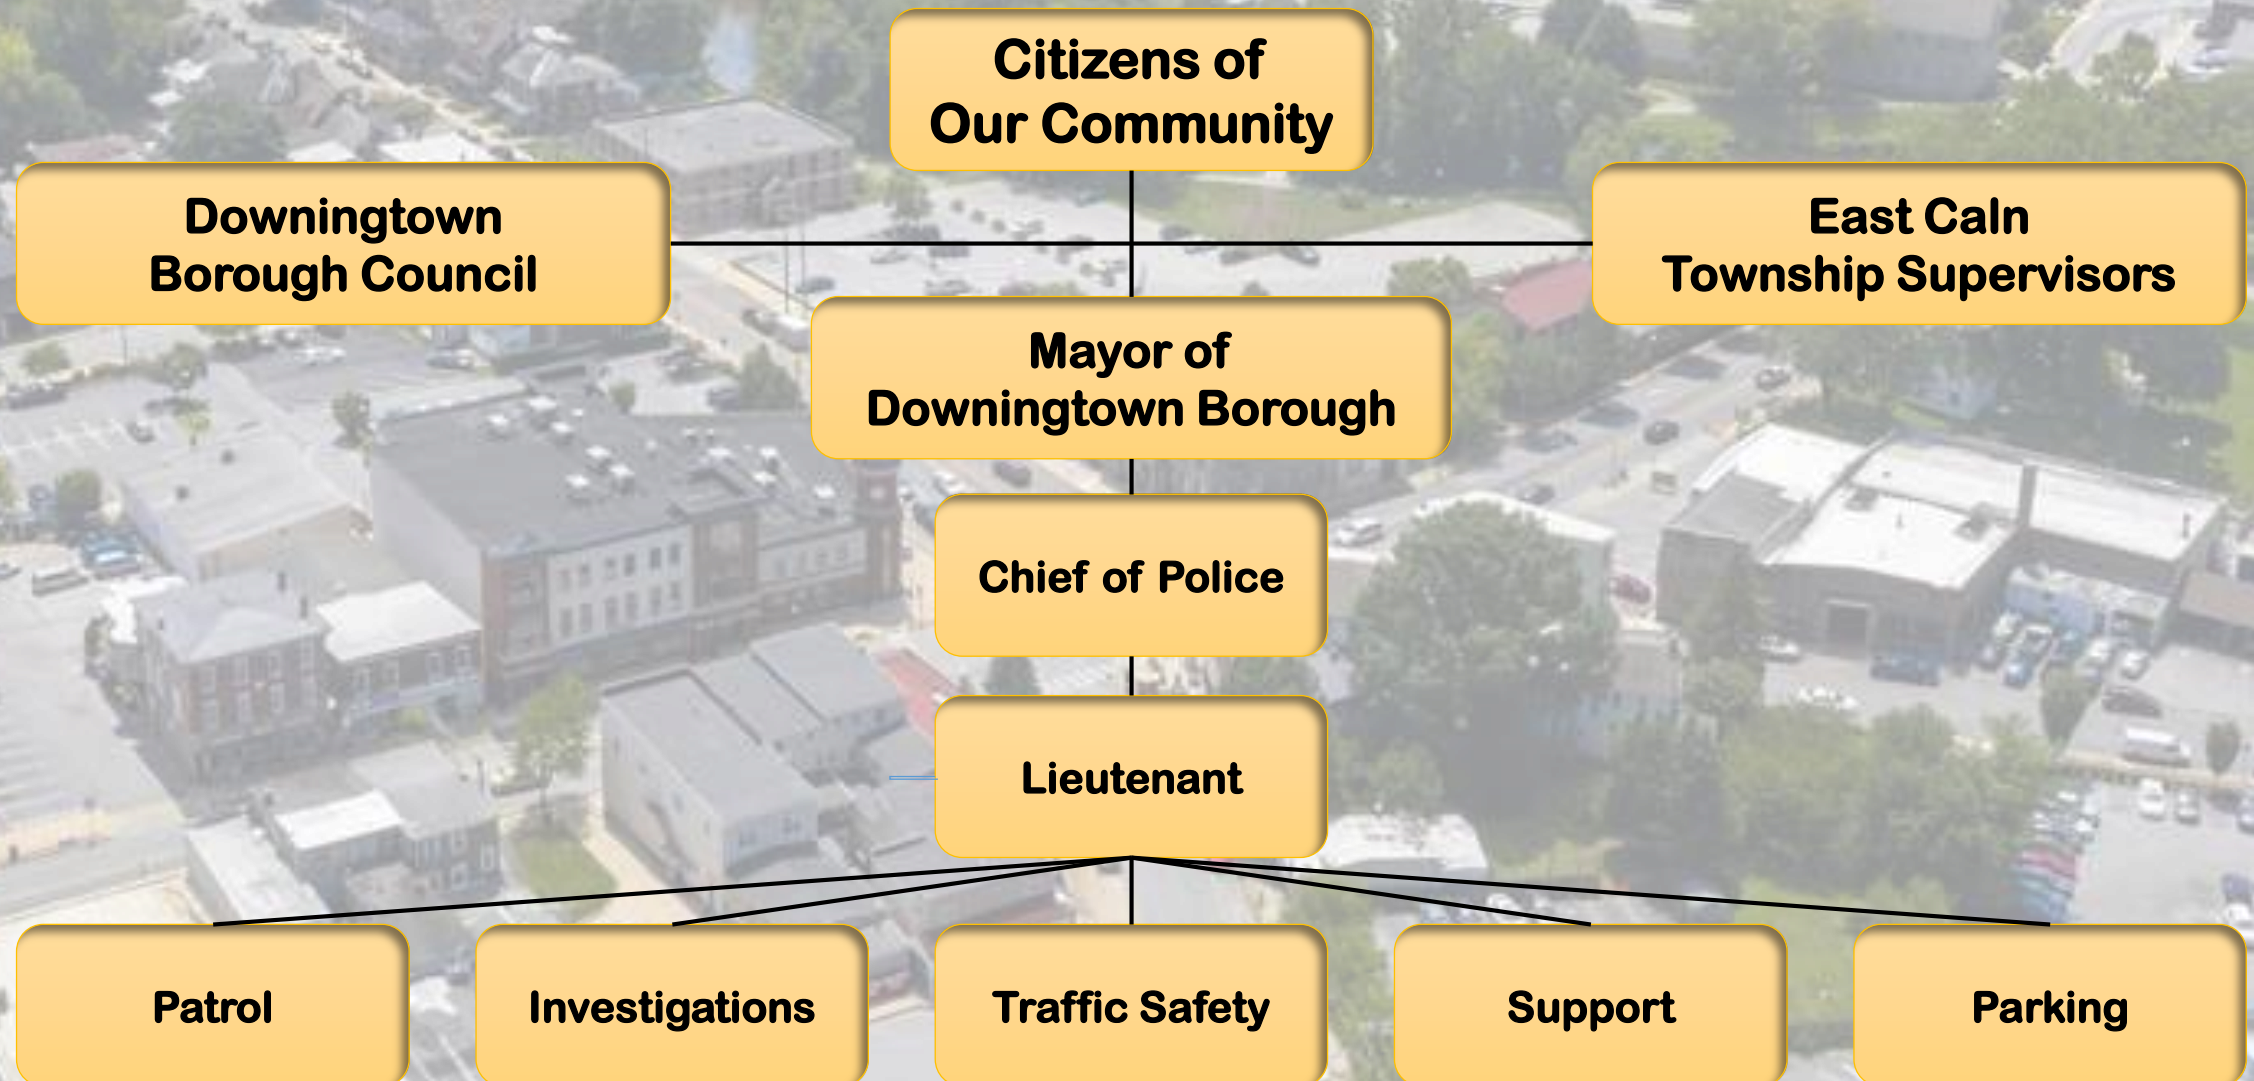 Citizens of
Our Community
Downingtown
Borough Council
East Caln
Township Supervisors
Mayor of
Downingtown Borough
Chief of Police
Lieutenant
Patrol
Investigations
Traffic Safety
Support
Parking